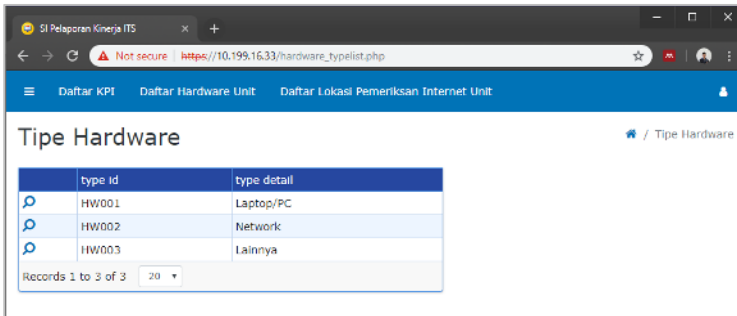 SI Pelaporan Kinerja ITS
Not secure https://10.199.16.33/hardware_typelist.php
Daftar KPI Daftar Hardware Unit Daftar Lokasi Pemeriksan Internet Unit
Tipe Hardware
/ Tipe Hardware
type id type detail
HW001 Laptop/PC
HW002 Network
HW003 Lainnya
Records 1 to 3 of 3 20